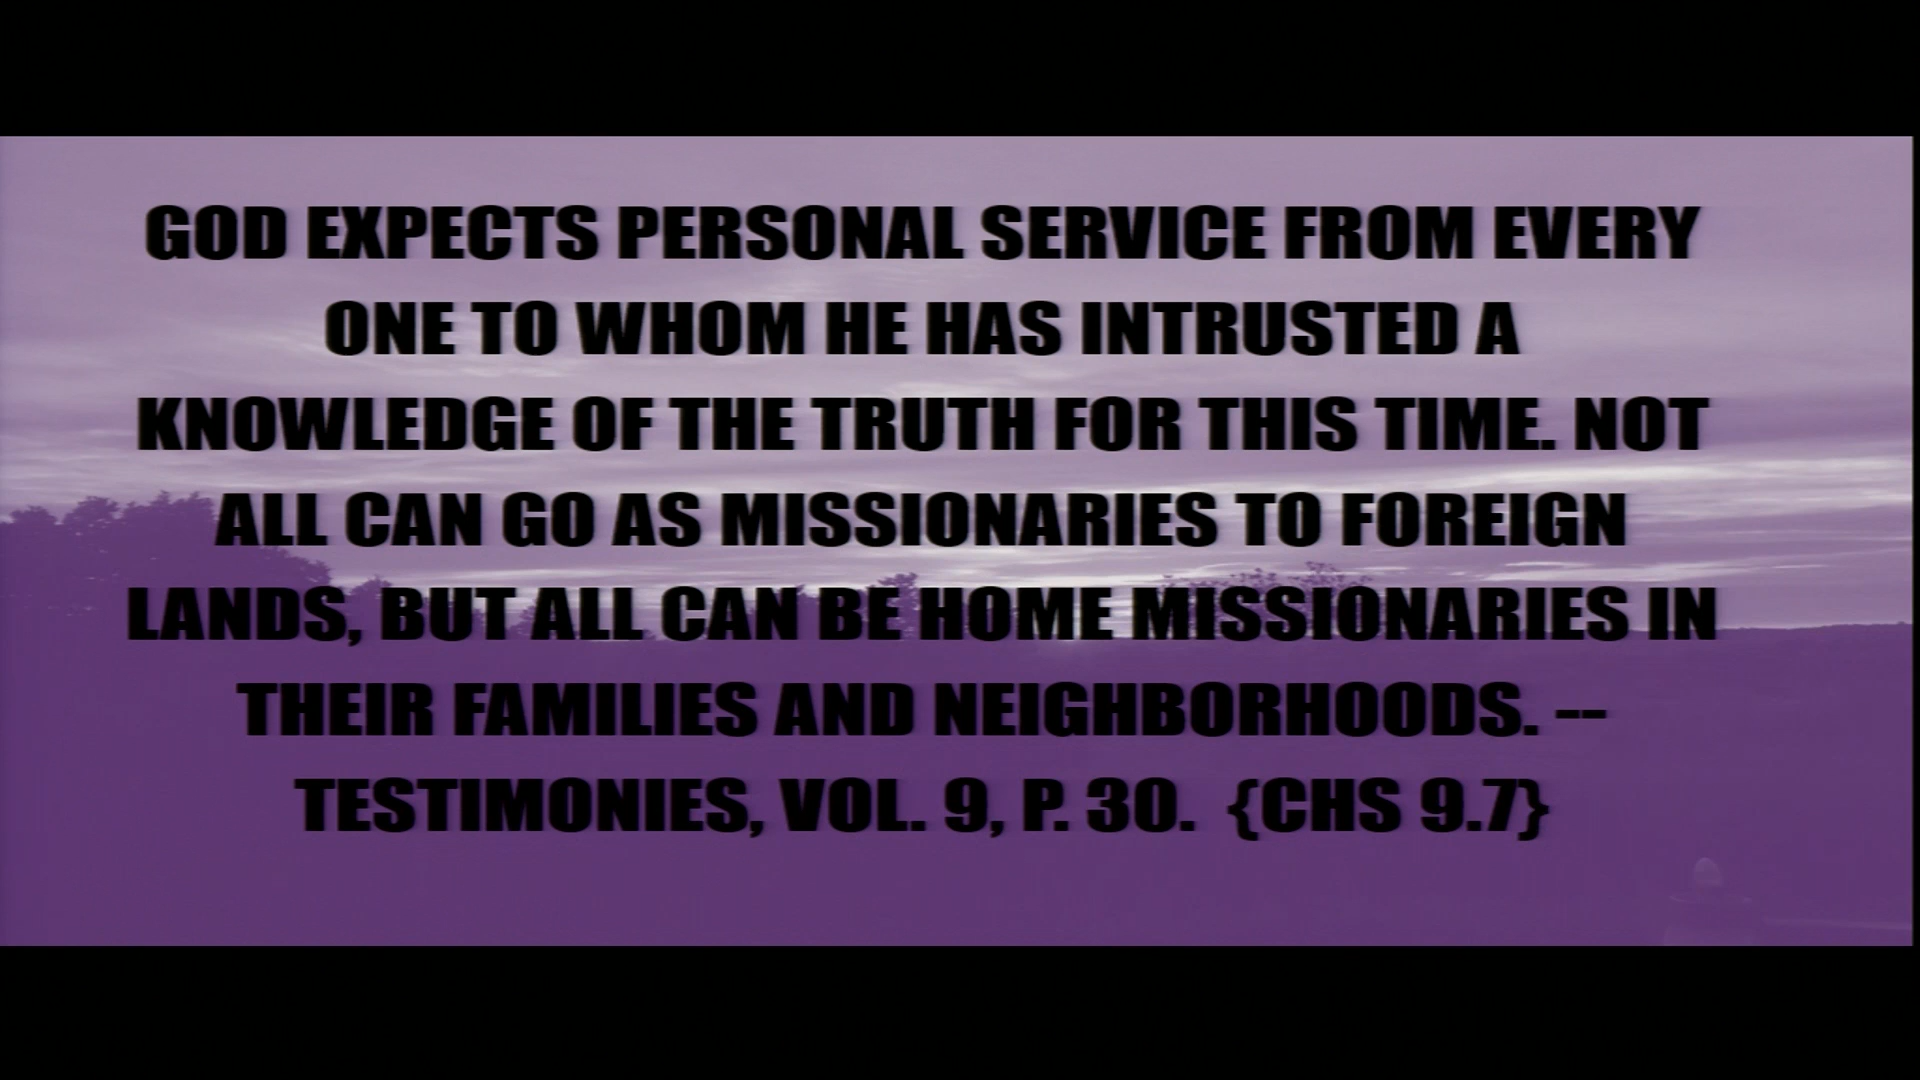 GOD EXPECTS PERSONAL SERVICE FROM EVERY
ONE TO WHOM HE HAS INTRUSTED A
KNOWLEDGE OF THE TRUTH FOR THIS TIME. NOT
ALL CAN GO AS MISSIONARIES TO FOREIGN
LANDS, BUT ALL CAN BE HOME MISSIONARIES IN
THEIR FAMILIES AND NEIGHBORHOODS. --
TESTIMONIES, VOL. 9, P. 30.  {CHS 9.7}